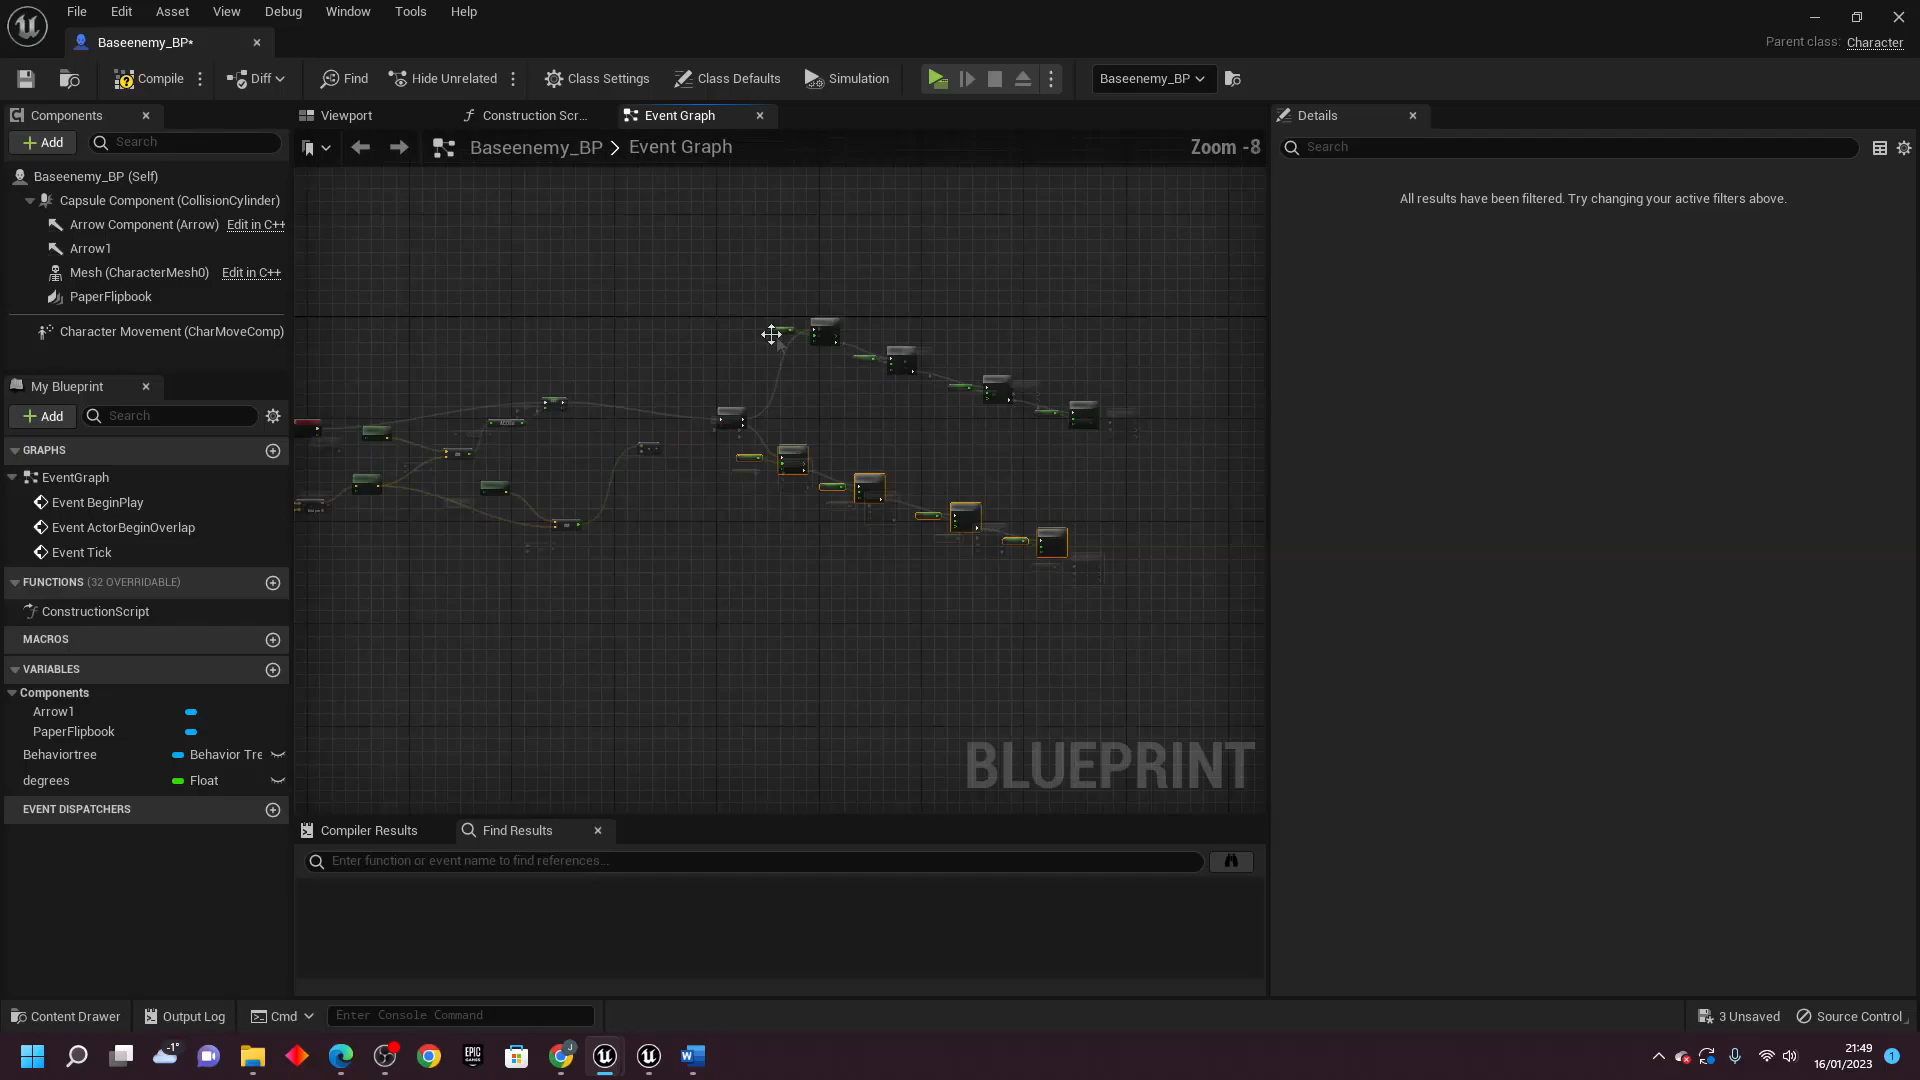 File Edit Asset View Debug Window Tools Help
Baseenemy_BP*
Parent class: Character
Compile Diff Find Hide Unrelated Class Settings Class Defaults Simulation Baseenemy_BP
Components
Add Search
Baseenemy_BP (Self)
Capsule Component (CollisionCylinder)
Arrow Component (Arrow) Edit in C++
Arrow1
Mesh (CharacterMesh0) Edit in C++
PaperFlipbook
Character Movement (CharMoveComp)
My Blueprint
Add Search
GRAPHS
EventGraph
Event BeginPlay
Event ActorBeginOverlap
Event Tick
FUNCTIONS (32 OVERRIDABLE)
ConstructionScript
MACROS
VARIABLES
Components
Arrow1
PaperFlipbook
Behaviortree Behavior Tre
degrees Float
EVENT DISPATCHERS
Viewport Construction Scr... Event Graph
Baseenemy_BP > Event Graph Zoom -8
BLUEPRINT
Compiler Results Find Results
Enter function or event name to find references...
Details
Search
All results have been filtered. Try changing your active filters above.
Content Drawer Output Log Cmd Enter Console Command 3 Unsaved Source Control
-1°
EPIC GAMES
J
W
21:49
16/01/2023
1